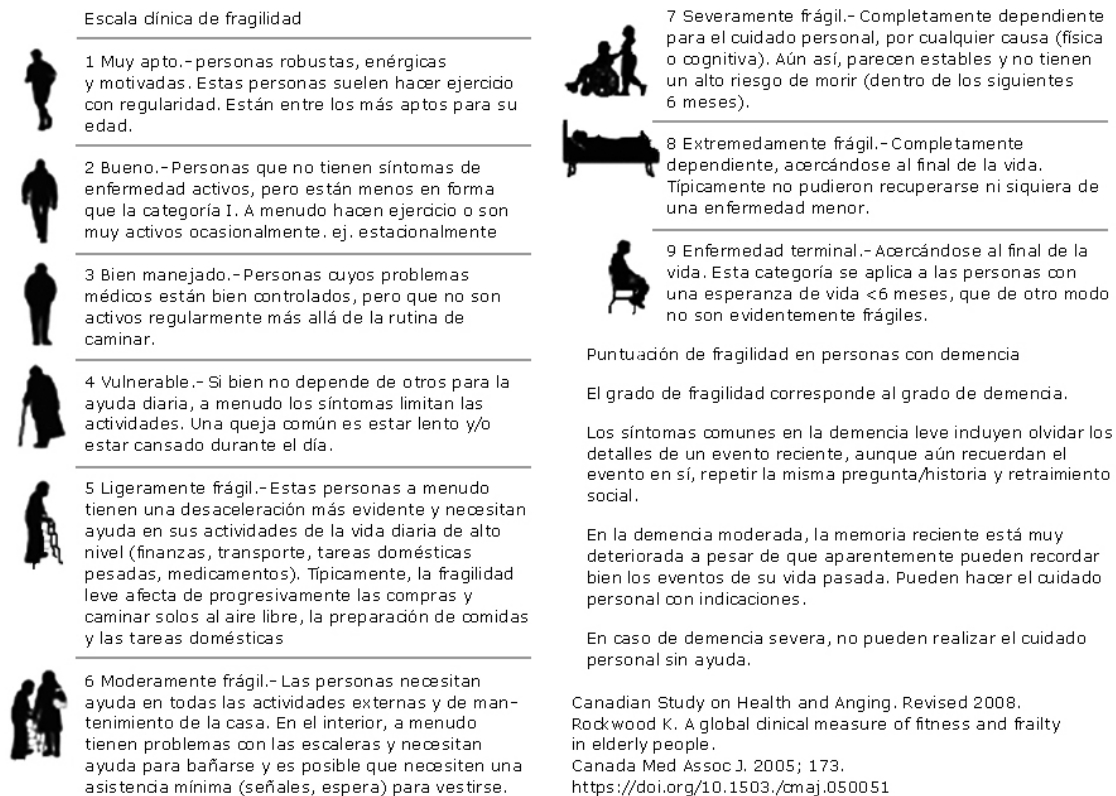 Escala clínica de fragilidad
1 Muy apto.- personas robustas, enérgicas
y motivadas. Estas personas suelen hacer ejercicio
con regularidad. Están entre los más aptos para su
edad.
2 Bueno.- Personas que no tienen síntomas de
enfermedad activos, pero están menos en forma
que la categoría I. A menudo hacen ejercicio o son
muy activos ocasionalmente. ej. estacionalmente
3 Bien manejado.- Personas cuyos problemas
médicos están bien controlados, pero que no son
activos regularmente más allá de la rutina de
caminar.
4 Vulnerable.- Si bien no depende de otros para la
ayuda diaria, a menudo los síntomas limitan las
actividades. Una queja común es estar lento y/o
estar cansado durante el día.
5 Ligeramente frágil.- Estas personas a menudo
tienen una desaceleración más evidente y necesitan
ayuda en sus actividades de la vida diaria de alto
nivel (finanzas, transporte, tareas domésticas
pesadas, medicamentos). Típicamente, la fragilidad
leve afecta de progresivamente las compras y
caminar solos al aire libre, la preparación de comidas
y las tareas domésticas
6 Moderamente frágil.- Las personas necesitan
ayuda en todas las actividades externas y de man-
tenimiento de la casa. En el interior, a menudo
tienen problemas con las escaleras y necesitan
ayuda para bañarse y es posible que necesiten una
asistencia mínima (señales, espera) para vestirse.
7 Severamente frágil.- Completamente dependiente
para el cuidado personal, por cualquier causa (física
o cognitiva). Aún así, parecen estables y no tienen
un alto riesgo de morir (dentro de los siguientes
6 meses).
8 Extremedamente frágil.- Completamente
dependiente, acercándose al final de la vida.
Típicamente no pudieron recuperarse ni siquiera de
una enfermedad menor.
9 Enfermedad terminal.- Acercándose al final de la
vida. Esta categoría se aplica a las personas con
una esperanza de vida <6 meses, que de otro modo
no son evidentemente frágiles.
Puntuación de fragilidad en personas con demencia
El grado de fragilidad corresponde al grado de demencia.
Los síntomas comunes en la demencia leve incluyen olvidar los
detalles de un evento reciente, aunque aún recuerdan el
evento en sí, repetir la misma pregunta/historia y retraimiento
social.
En la demencia moderada, la memoria reciente está muy
deteriorada a pesar de que aparentemente pueden recordar
bien los eventos de su vida pasada. Pueden hacer el cuidado
personal con indicaciones.
En caso de demencia severa, no pueden realizar el cuidado
personal sin ayuda.
Canadian Study on Health and Anging. Revised 2008.
Rockwood K. A global clinical measure of fitness and frailty
in elderly people.
Canada Med Assoc J. 2005; 173.
https://doi.org/10.1503./cmaj.050051